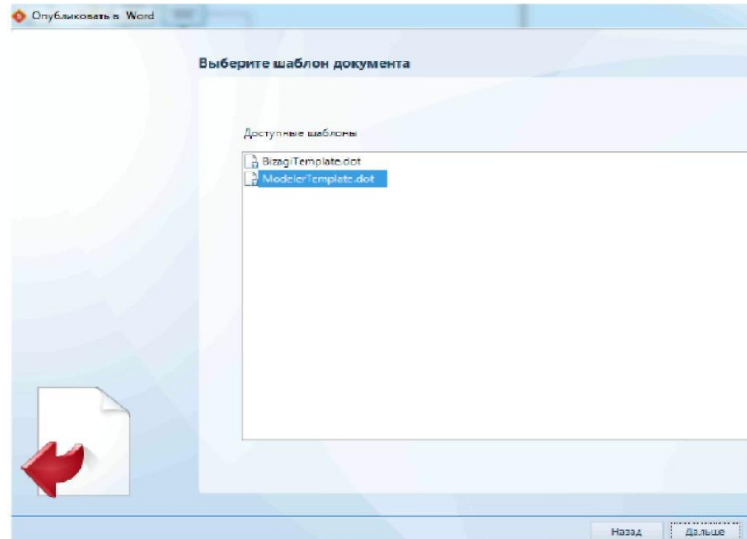 Опубликовать в Word
Выберите шаблон документа
Доступные шаблоны
BizagiTemplate.dot
ModelerTemplate.dot
Назад
Дальше